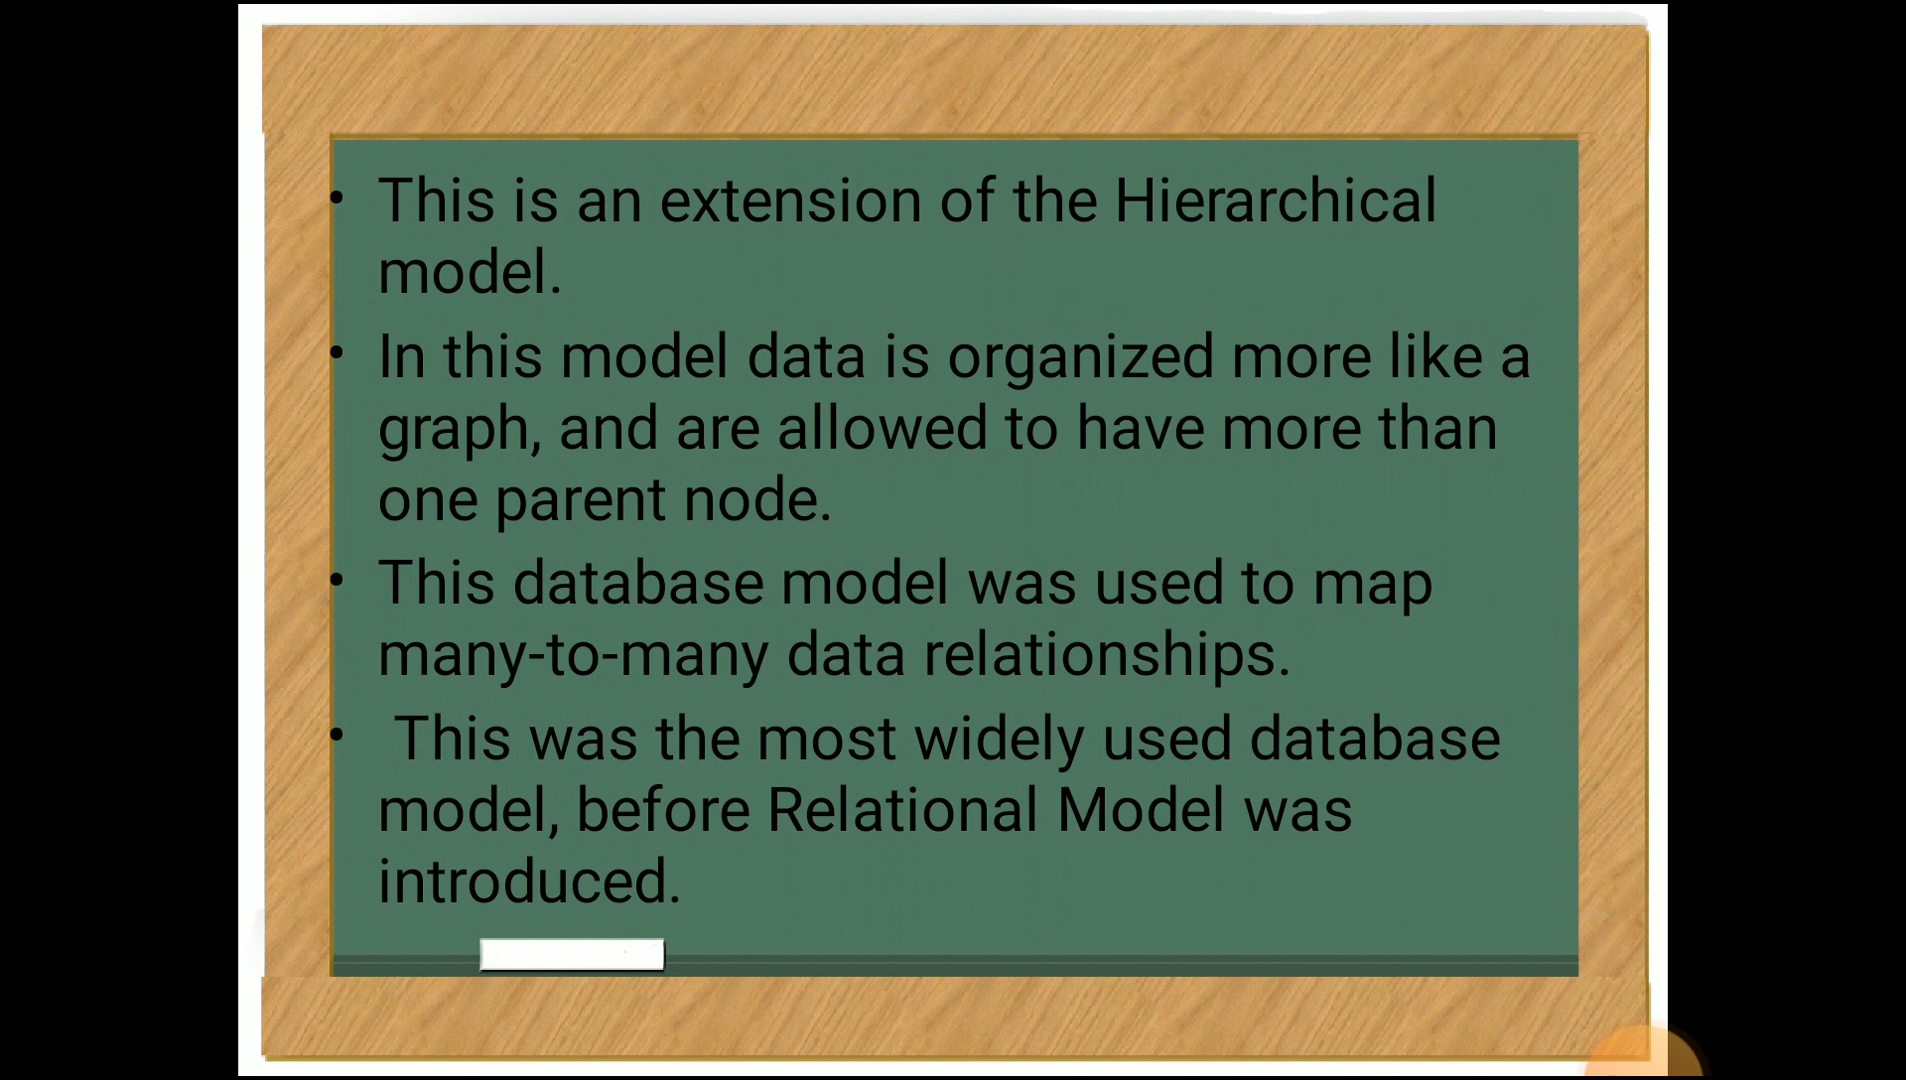 • This is an extension of the Hierarchical
model.
• In this model data is organized more like a
graph, and are allowed to have more than
one parent node.
• This database model was used to map
many-to-many data relationships.
• This was the most widely used database
model, before Relational Model was
introduced.